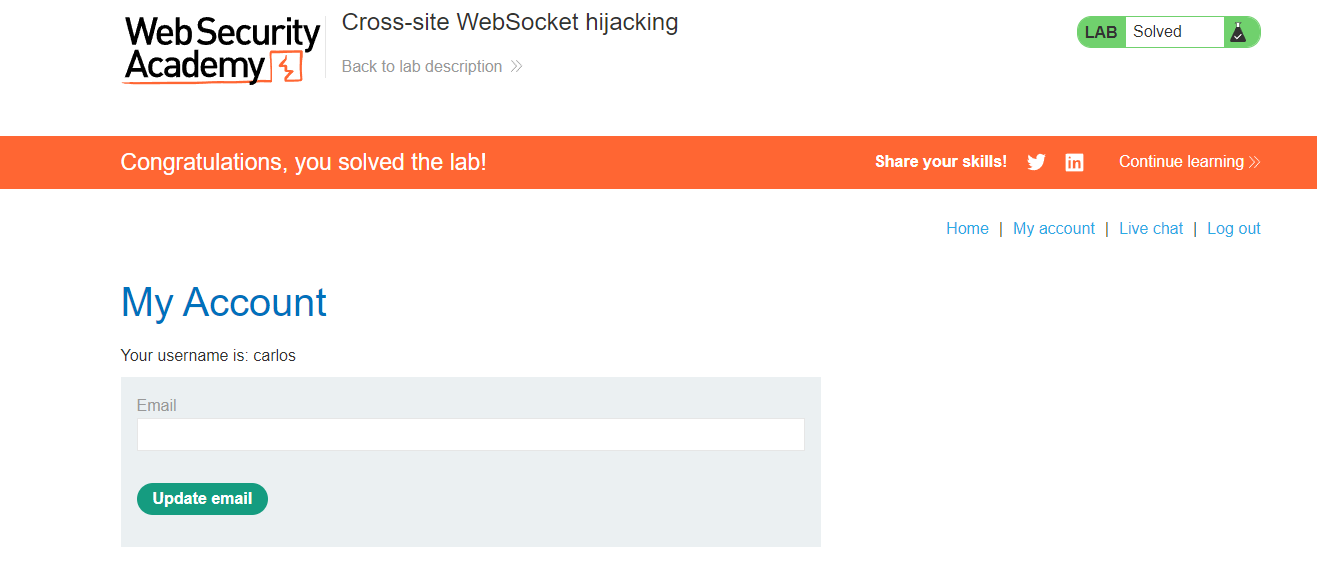 Web Security
Academy
Cross-site WebSocket hijacking
Back to lab description
LAB Solved
Congratulations, you solved the lab!
Share your skills!
Continue learning
Home | My account | Live chat | Log out
My Account
Your username is: carlos
Email
Update email